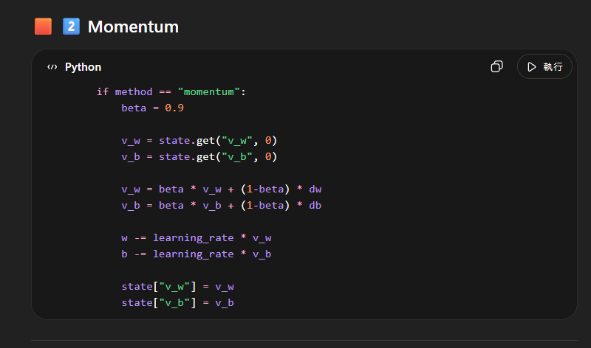 2 Momentum
</> Python
執行
if method == "momentum":
    beta = 0.9

    v_w = state.get("v_w", 0)
    v_b = state.get("v_b", 0)

    v_w = beta * v_w + (1-beta) * dw
    v_b = beta * v_b + (1-beta) * db

    w -= learning_rate * v_w
    b -= learning_rate * v_b

    state["v_w"] = v_w
    state["v_b"] = v_b